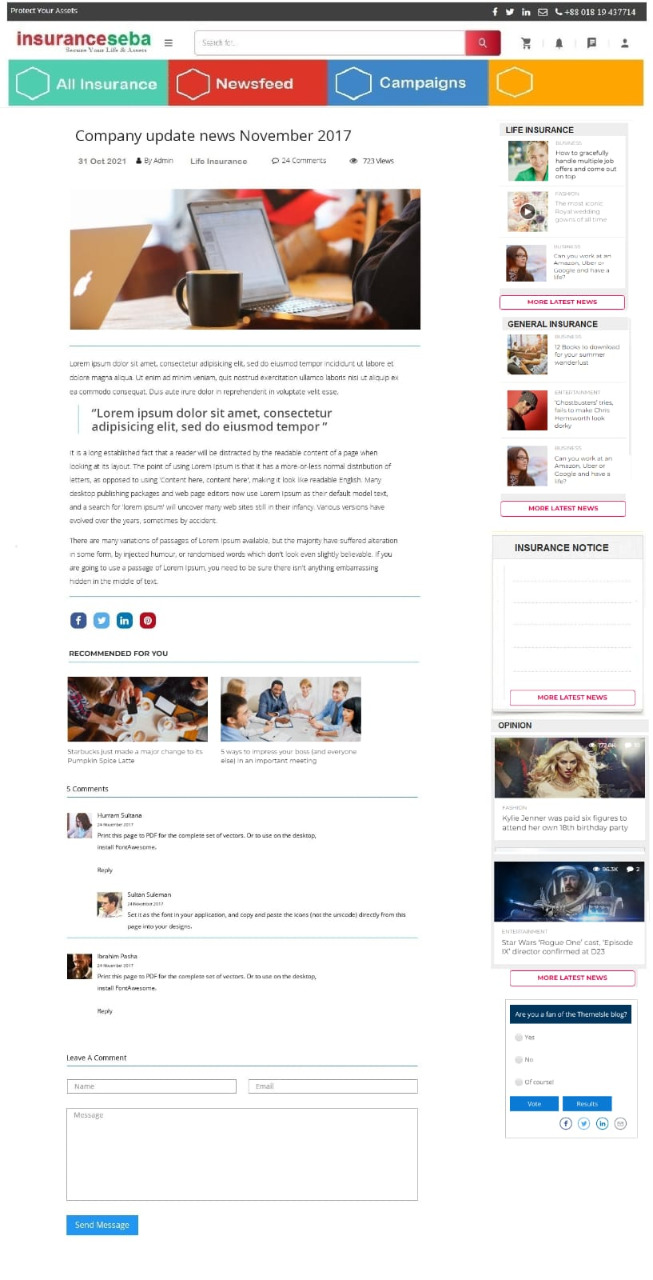 Protect Your Assets
+88 018 19 437714
insuranceseba
Secure Your Life & Assets
Search for...
All Insurance
Newsfeed
Campaigns
Company update news November 2017
31 Oct 2021 By Admin Life Insurance 24 Comments 723 Views
Lorem ipsum dolor sit amet, consectetur adipisicing elit, sed do eiusmod tempor incididunt ut labore et
dolore magna aliqua. Ut enim ad minim veniam, quis nostrud exercitation ullamco laboris nisi ut aliquip ex
ea commodo consequat. Duis aute irure dolor in reprehenderit in voluptate velit esse.
“Lorem ipsum dolor sit amet, consectetur
adipisicing elit, sed do eiusmod tempor ”
It is a long established fact that a reader will be distracted by the readable content of a page when
looking at its layout. The point of using Lorem Ipsum is that it has a more-or-less normal distribution of
letters, as opposed to using 'Content here, content here', making it look like readable English. Many
desktop publishing packages and web page editors now use Lorem Ipsum as their default model text,
and a search for 'lorem ipsum' will uncover many web sites still in their infancy. Various versions have
evolved over the years, sometimes by accident.
There are many variations of passages of Lorem Ipsum available, but the majority have suffered alteration
in some form, by injected humour, or randomised words which don't look even slightly believable. If you
are going to use a passage of Lorem Ipsum, you need to be sure there isn't anything embarrassing
hidden in the middle of text.
RECOMMENDED FOR YOU
Starbucks just made a major change to its
Pumpkin Spice Latte
5 ways to impress your boss (and everyone
else) in an important meeting
5 Comments
Hurram Sultana
24 November 2017
Print this page to PDF for the complete set of vectors. Or to use on the desktop,
install FontAwesome.
Reply
Sultan Suleman
24 November 2017
Set it as the font in your application, and copy and paste the icons (not the unicode) directly from this
page into your designs.
Ibrahim Pasha
24 November 2017
Print this page to PDF for the complete set of vectors. Or to use on the desktop,
install FontAwesome.
Reply
Leave A Comment
Name
Email
Message
Send Message
LIFE INSURANCE
BUSINESS
How to gracefully
handle multiple job
offers and come out
on top
FASHION
The most iconic
Royal wedding
gowns of all time
BUSINESS
Can you work at an
Amazon, Uber or
Google and have a
life?
MORE LATEST NEWS
GENERAL INSURANCE
BUSINESS
12 Books to download
for your summer
wanderlust
ENTERTAINMENT
'Ghostbusters' tries,
fails to make Chris
Hemsworth look
dorky
BUSINESS
Can you work at an
Amazon, Uber or
Google and have a
life?
MORE LATEST NEWS
INSURANCE NOTICE
MORE LATEST NEWS
OPINION
FASHION
Kylie Jenner was paid six figures to
attend her own 18th birthday party
96.3K 2
ENTERTAINMENT
Star Wars 'Rogue One' cast, 'Episode
IX' director confirmed at D23
MORE LATEST NEWS
Are you a fan of the ThemeIsle blog?
Yes
No
Of course!
Vote
Results